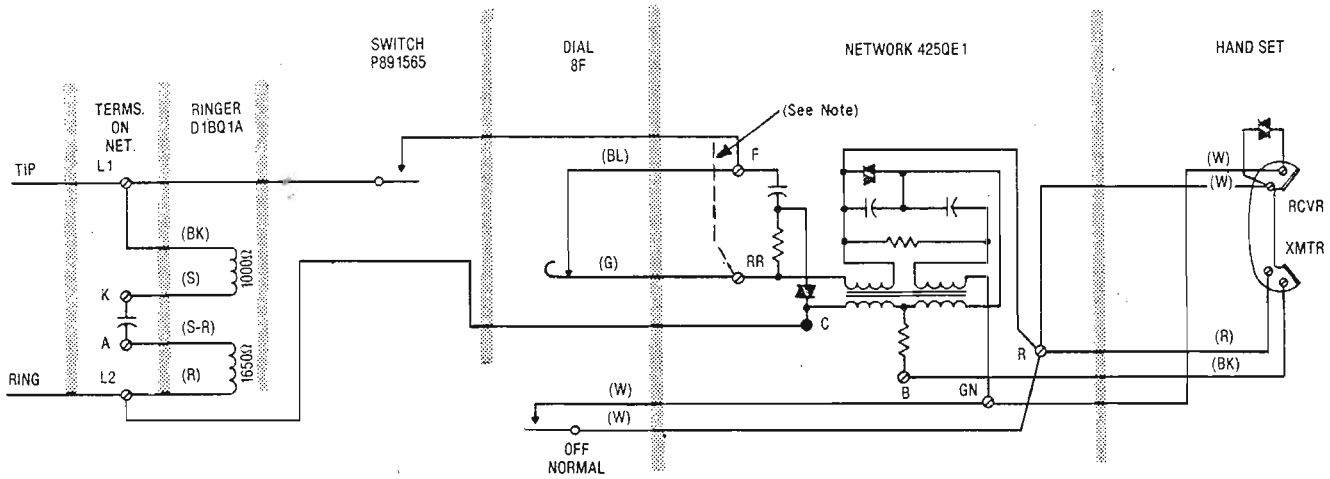 SWITCH
P891565
DIAL
8F
NETWORK 425QE1
HAND SET
TERMS.
ON
NET.
RINGER
D1BQ1A
(See Note)
TIP
L1
(BL)
F
(W)
(W)
RCVR
(BK)
1000Ω
(S)
K
(G)
RR
XMTR
(S-R)
A
C
1650Ω
(R)
R
(R)
L2
RING
(BK)
B
GN
(W)
(W)
OFF
NORMAL